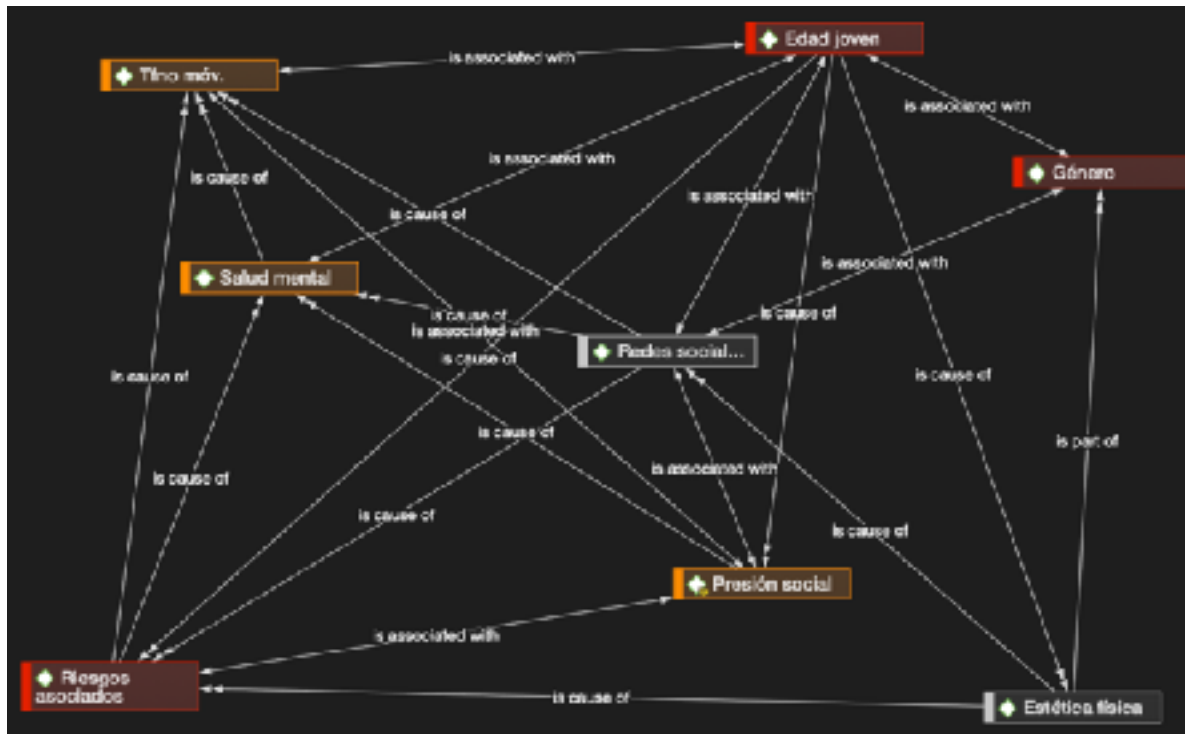 Edad joven
is associated with
Tfno móv.
is associated with
is associated with
Género
is cause of
is associated with
is cause of
is associated with
Salud mental
is cause of
is cause of
is associated with
Redes social...
is cause of
is cause of
is cause of
is cause of
is part of
is associated with
is cause of
is cause of
is cause of
Presión social
is associated with
Riesgos
asociados
is cause of
Estética física